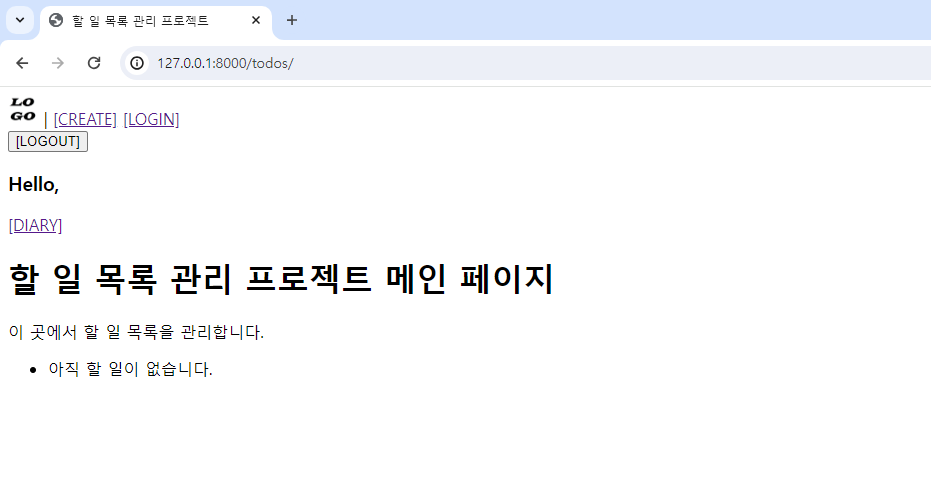 할 일 목록 관리 프로젝트
127.0.0.1:8000/todos/
LO
GO | [CREATE] [LOGIN]
[LOGOUT]
Hello,
[DIARY]
할 일 목록 관리 프로젝트 메인 페이지
이 곳에서 할 일 목록을 관리합니다.
아직 할 일이 없습니다.